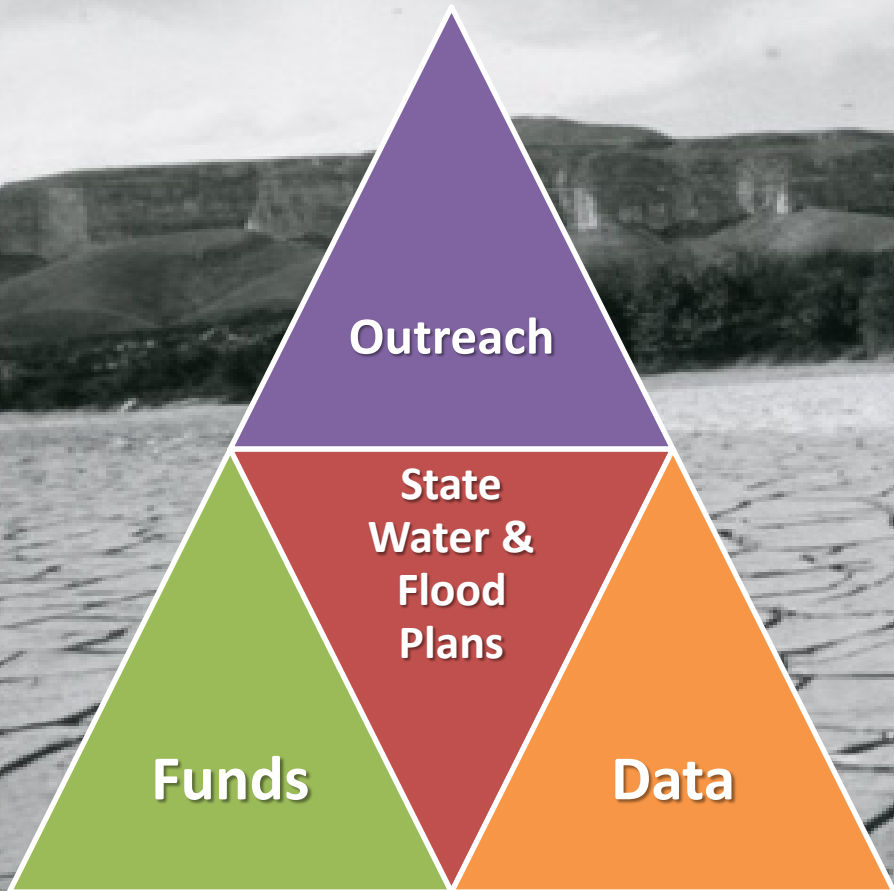 Outreach
State
Water &
Flood
Plans
Funds
Data